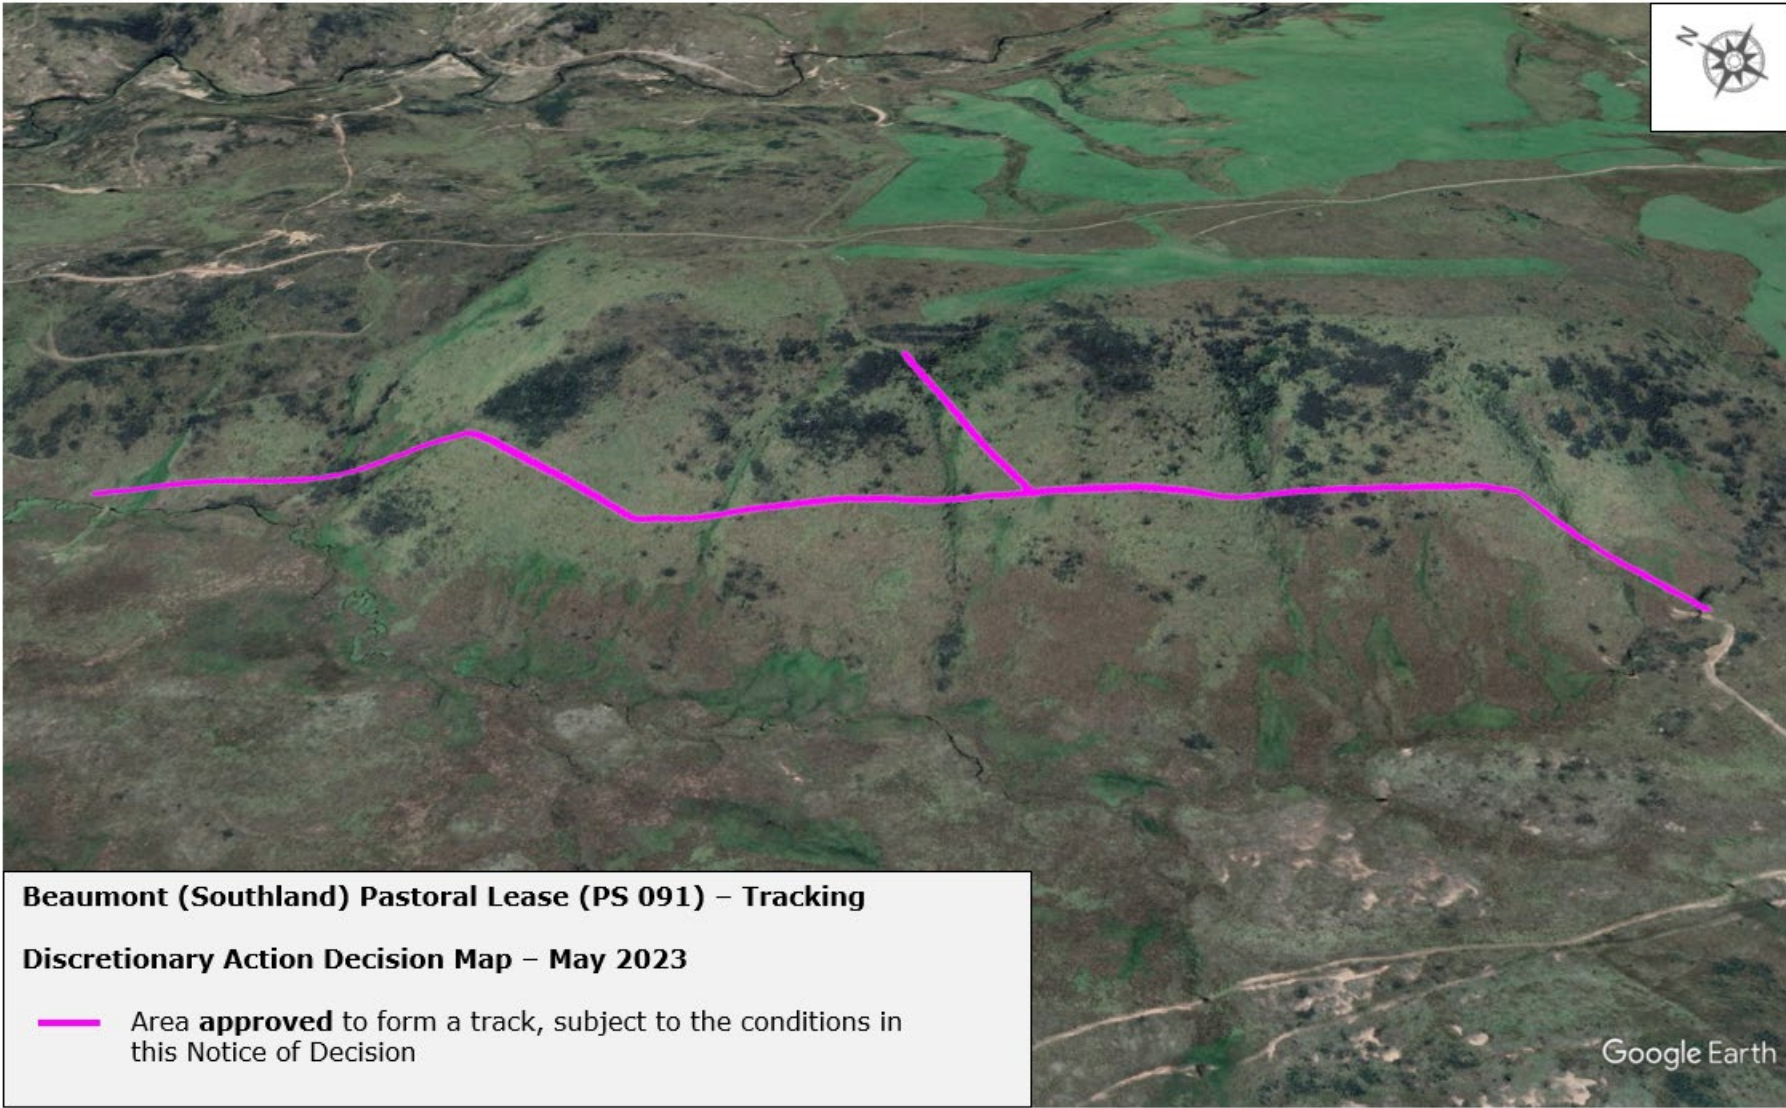 N
Beaumont (Southland) Pastoral Lease (PS 091) – Tracking
Discretionary Action Decision Map – May 2023
Area approved to form a track, subject to the conditions in
this Notice of Decision
Google Earth